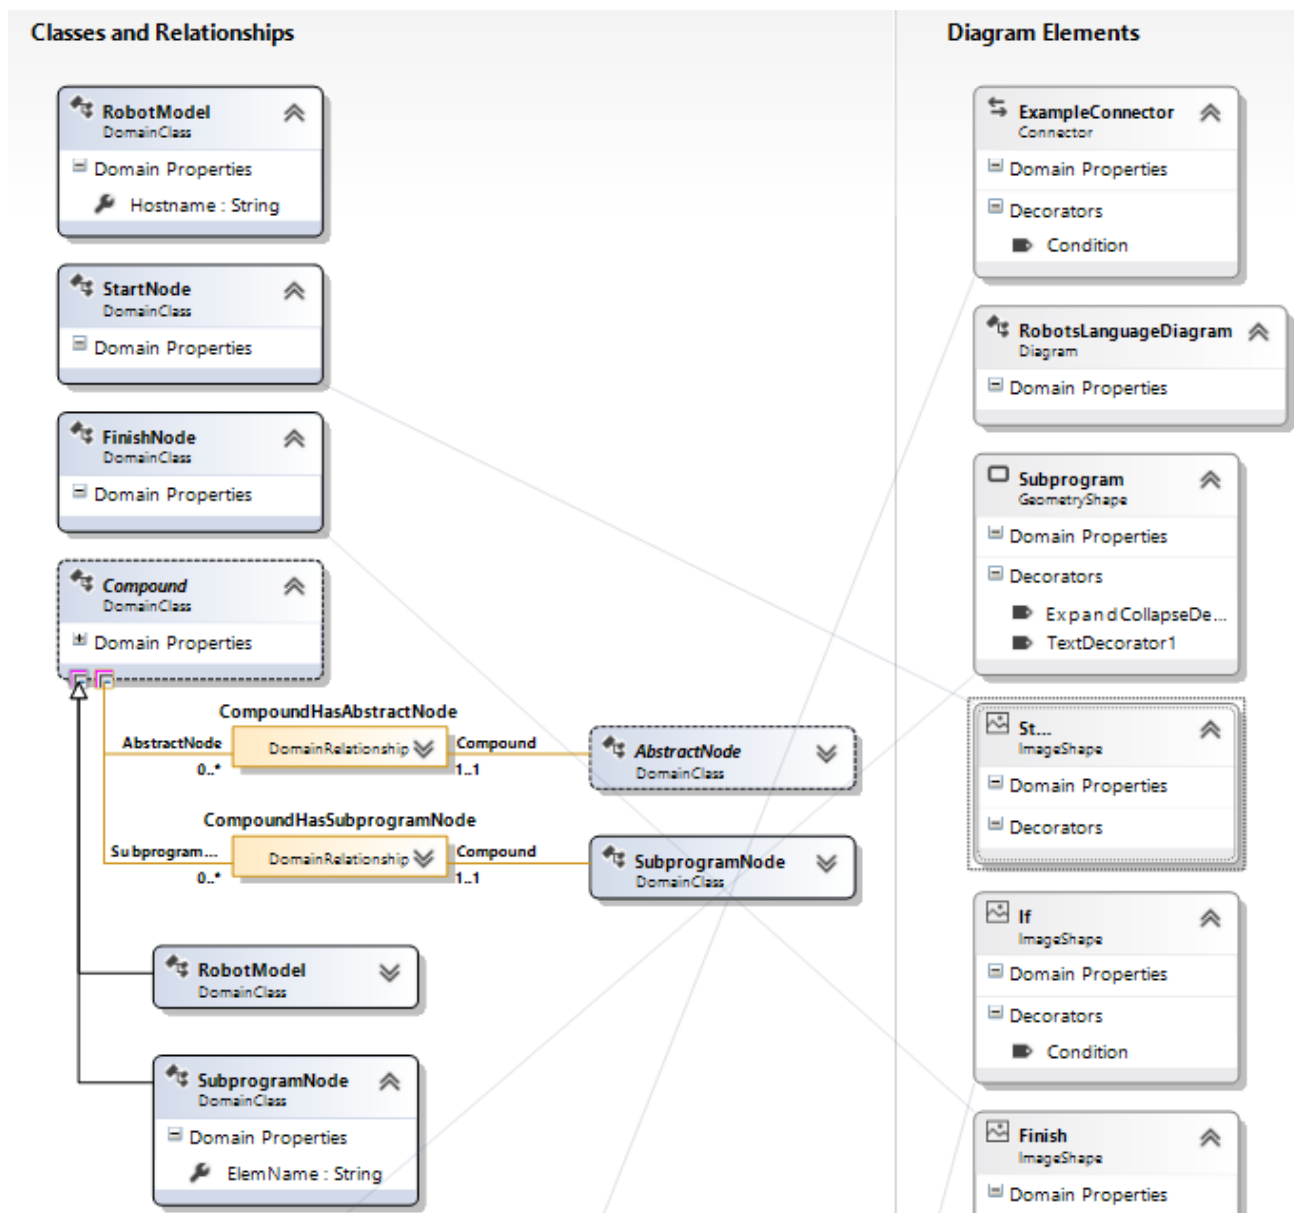 Classes and Relationships
RobotModel
DomainClass
Domain Properties
Hostname : String
StartNode
DomainClass
Domain Properties
FinishNode
DomainClass
Domain Properties
Compound
DomainClass
Domain Properties
CompoundHasAbstractNode
AbstractNode
DomainRelationship
Compound
0..*
1..1
AbstractNode
DomainClass
CompoundHasSubprogramNode
Subprogram...
DomainRelationship
Compound
0..*
1..1
SubprogramNode
DomainClass
RobotModel
DomainClass
SubprogramNode
DomainClass
Domain Properties
ElemName : String
Diagram Elements
ExampleConnector
Connector
Domain Properties
Decorators
Condition
RobotsLanguageDiagram
Diagram
Domain Properties
Subprogram
GeometryShape
Domain Properties
Decorators
ExpandCollapseDe...
TextDecorator1
St...
ImageShape
Domain Properties
Decorators
If
ImageShape
Domain Properties
Decorators
Condition
Finish
ImageShape
Domain Properties